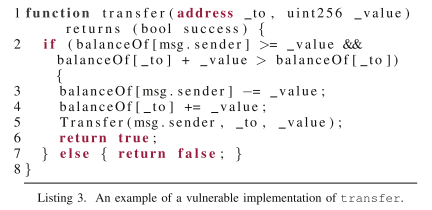 1 function transfer(address _to, uint256 _value)
returns (bool success) {
2 if (balanceOf[msg.sender] >= _value &&
balanceOf[_to] + _value > balanceOf[_to])
{
3 balanceOf[msg.sender] -= _value;
4 balanceOf[_to] += _value;
5 Transfer(msg.sender, _to, _value);
6 return true;
7 } else { return false; }
8 }
Listing 3. An example of a vulnerable implementation of transfer.